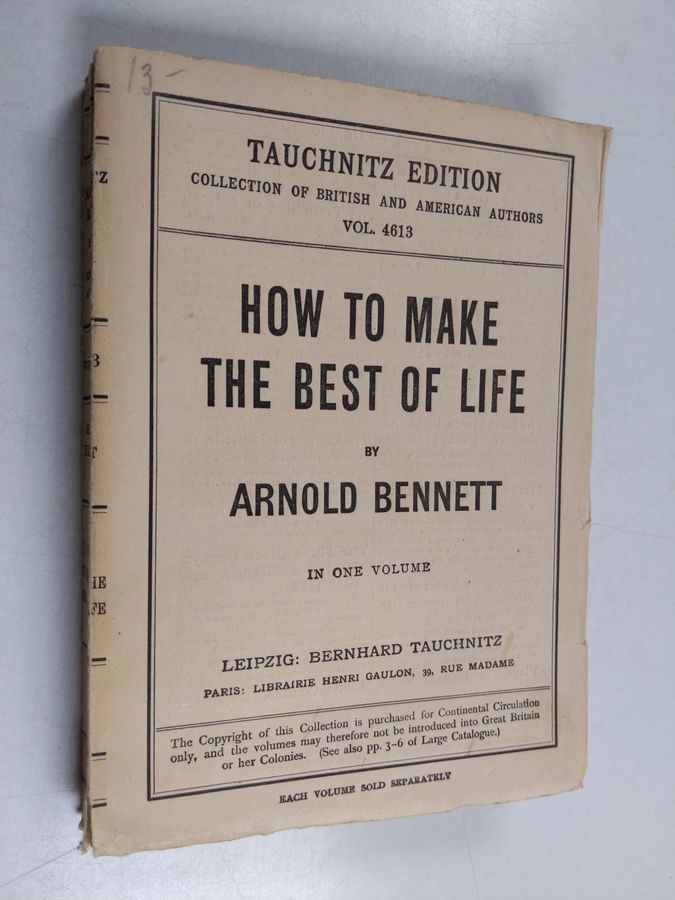 13-
TAUCHNITZ EDITION
COLLECTION OF BRITISH AND AMERICAN AUTHORS
VOL. 4613
HOW TO MAKE
THE BEST OF LIFE
BY
ARNOLD BENNETT
IN ONE VOLUME
LEIPZIG: BERNHARD TAUCHNITZ
PARIS: LIBRAIRIE HENRI GAULON, 39, RUE MADAME
The Copyright of this Collection is purchased for Continental Circulation
only, and the volumes may therefore not be introduced into Great Britain
or her Colonies. (See also pp. 3-6 of Large Catalogue.)
EACH VOLUME SOLD SEPARATELY